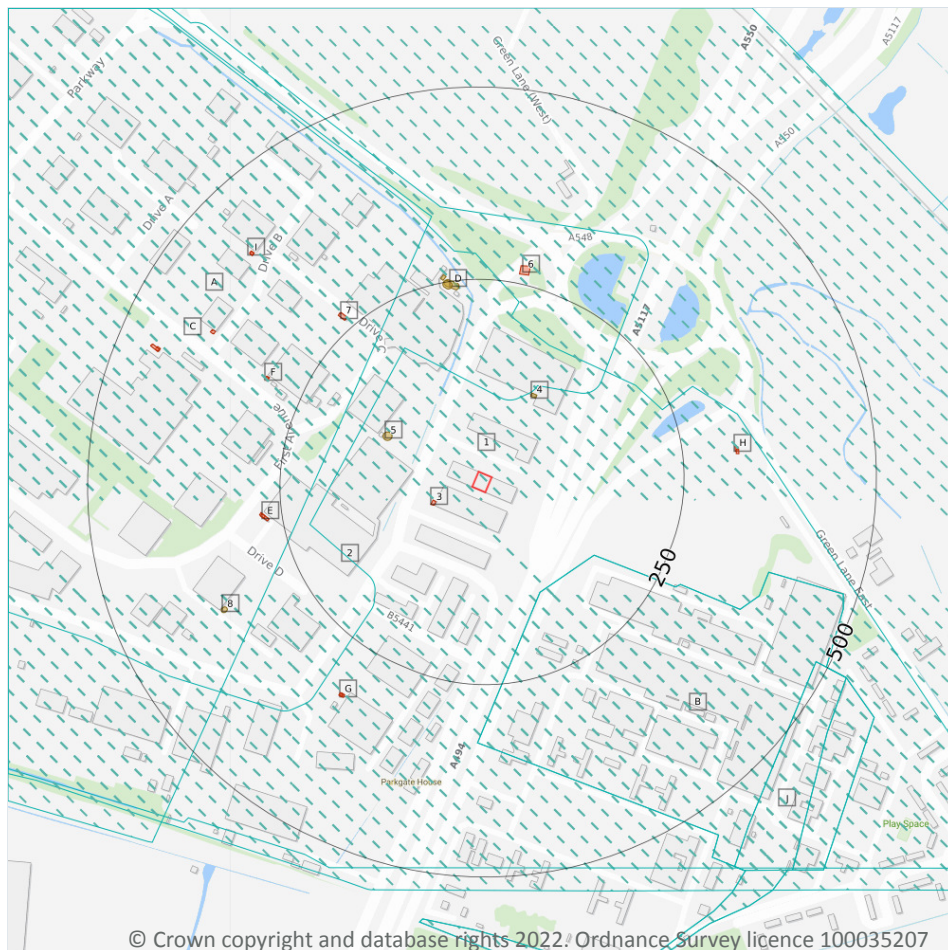 A550
A5117
Green Lane (West)
Parkway
A550
Drive A
A548
I
Drive B
6
A
D
7
A5117
C
Drive C
F
4
First Avenue
5
1
H
3
E
2
250
Drive D
Green Lane East
8
B5441
500
G
B
A494
Parkgate House
J
Play Space
© Crown copyright and database rights 2022. Ordnance Survey licence 100035207